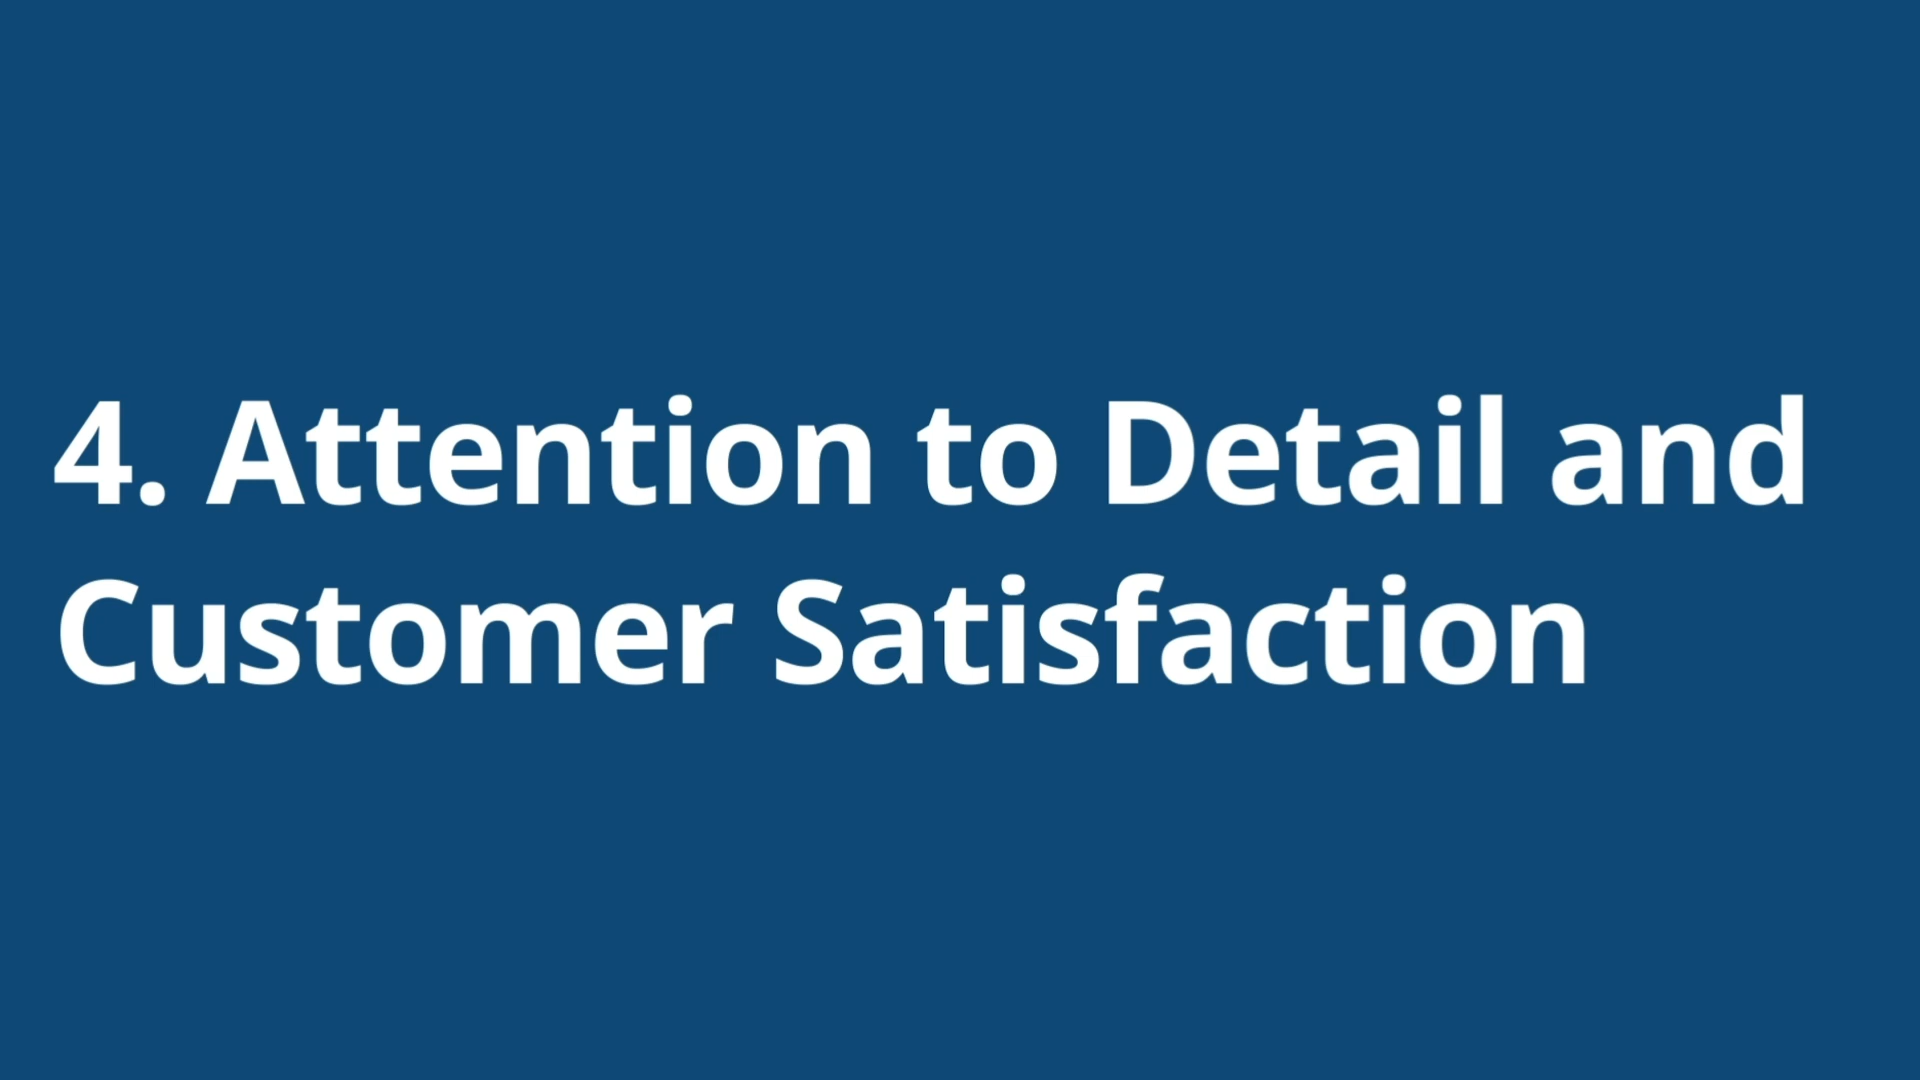 4. Attention to Detail and
Customer Satisfaction